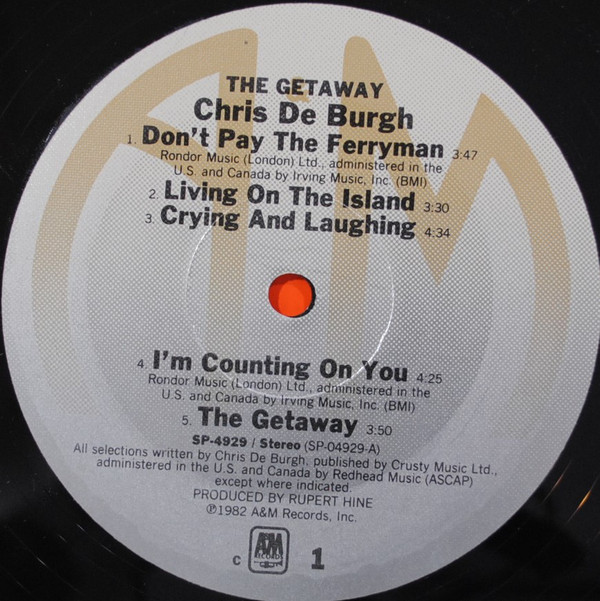 THE GETAWAY
Chris De Burgh
1. Don't Pay The Ferryman 3:47
Rondor Music (London) Ltd., administered in the
U.S. and Canada by Irving Music, Inc. (BMI)
2. Living On The Island 3:30
3. Crying And Laughing 4:34
4. I'm Counting On You 4:25
Rondor Music (London) Ltd., administered in the
U.S. and Canada by Irving Music, Inc. (BMI)
5. The Getaway 3:50
SP-4929 / Stereo (SP-04929-A)
All selections written by Chris De Burgh, published by Crusty Music Ltd.,
administered in the U.S. and Canada by Redhead Music (ASCAP)
except where indicated.
PRODUCED BY RUPERT HINE
℗1982 A&M Records, Inc.
C A&M RECORDS 1